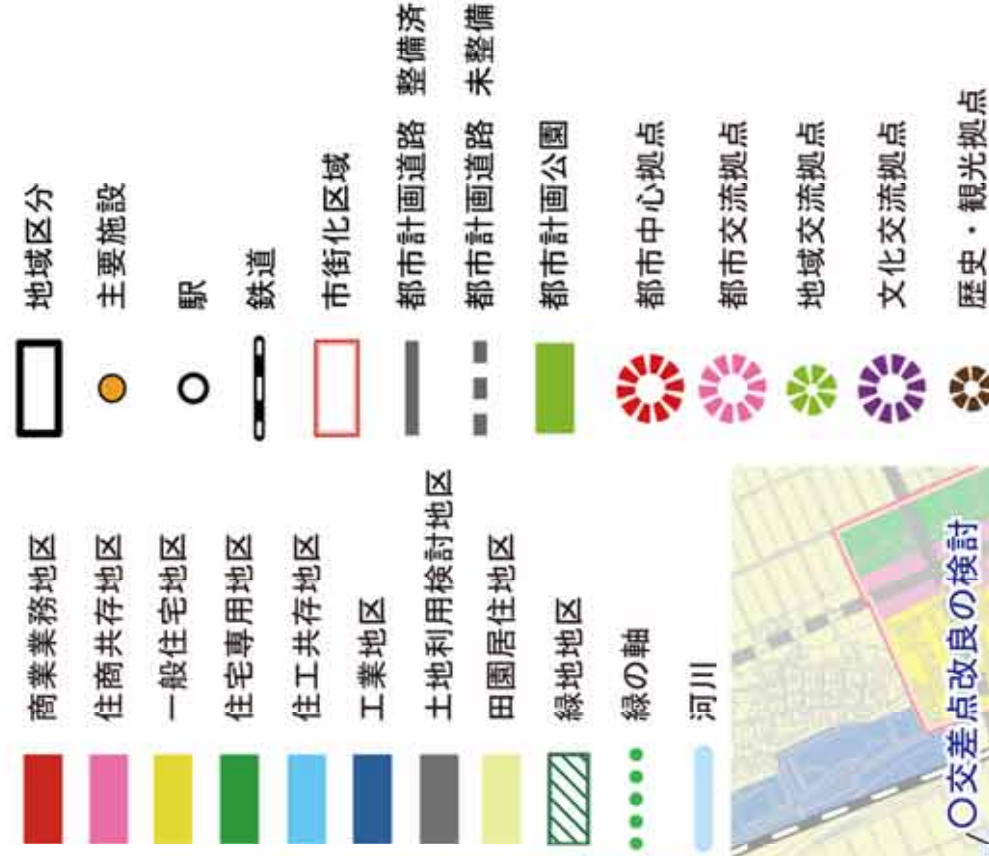 商業業務地区
住商共存地区
一般住宅地区
住宅専用地区
住工共存地区
工業地区
土地利用検討地区
田園居住地区
緑地地区
緑の軸
河川
地域区分
主要施設
駅
鉄道
市街化区域
都市計画道路 整備済
都市計画道路 未整備
都市計画公園
都市中心拠点
都市交流拠点
地域交流拠点
文化交流拠点
歴史・観光拠点
○交差点改良の検討